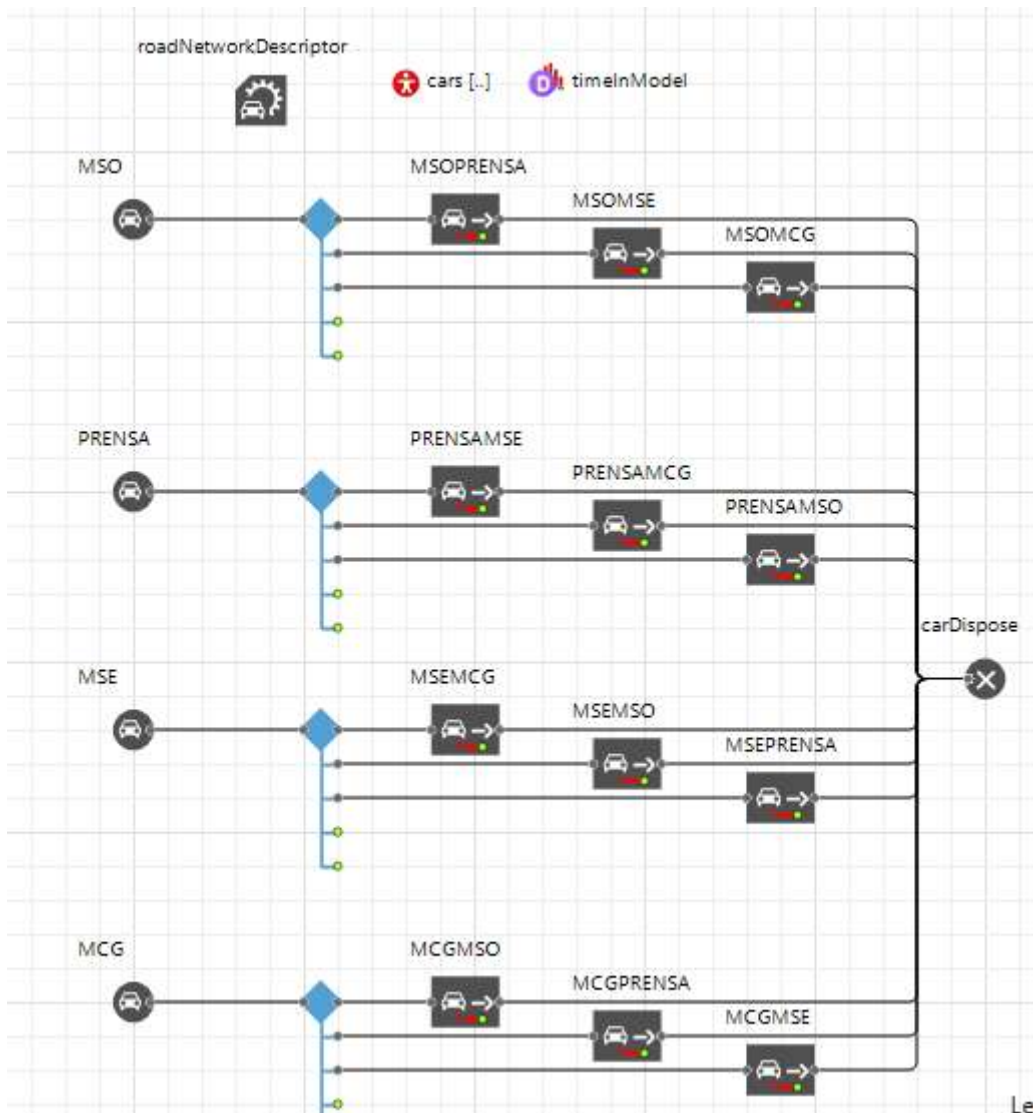 roadNetworkDescriptor
cars [..]
timeInModel
MSO
MSOPRENSA
MSOMSE
MSOMCG
PRENSA
PRENSAMSE
PRENSAMCG
PRENSAMSO
carDispose
MSE
MSEMCG
MSEMSO
MSEPRENSA
MCG
MCGMSO
MCGPRENSA
MCGMSE
Le